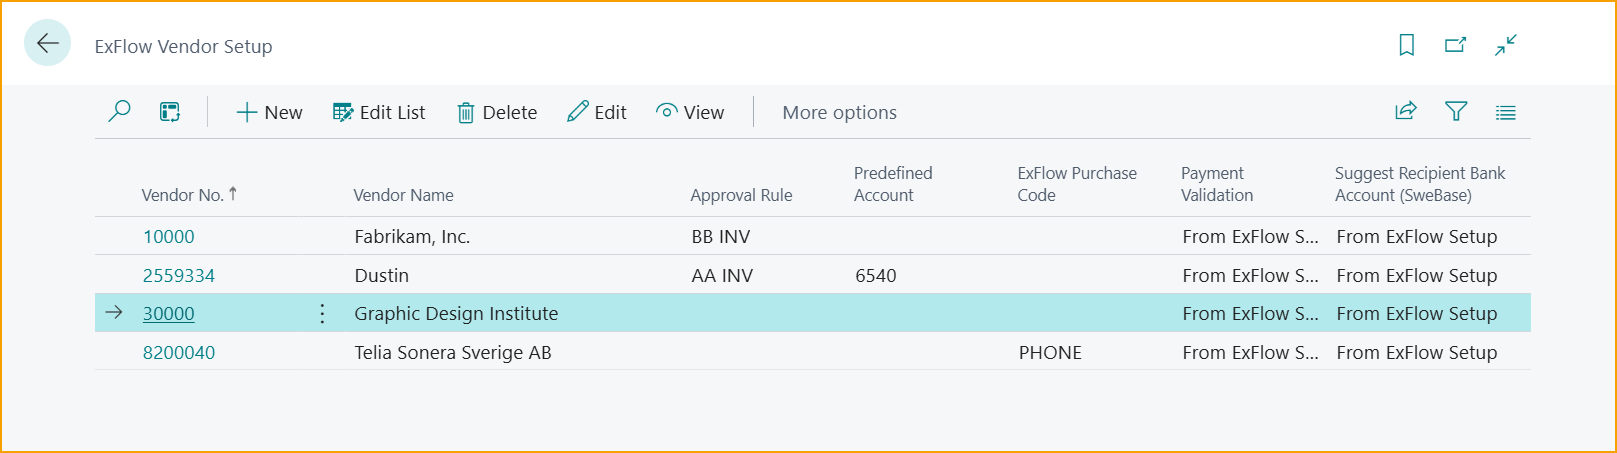 ExFlow Vendor Setup
New Edit List Delete Edit View More options
Vendor No. ↑ Vendor Name Approval Rule Predefined Account ExFlow Purchase Code Payment Validation Suggest Recipient Bank Account (SweBase)
10000 Fabrikam, Inc. BB INV From ExFlow S... From ExFlow Setup
2559334 Dustin AA INV 6540 From ExFlow S... From ExFlow Setup
30000 Graphic Design Institute From ExFlow S... From ExFlow Setup
8200040 Telia Sonera Sverige AB PHONE From ExFlow S... From ExFlow Setup